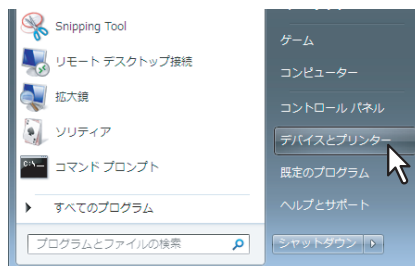 Snipping Tool
リモート デスクトップ接続
拡大鏡
ソリティア
コマンド プロンプト
すべてのプログラム
プログラムとファイルの検索
ゲーム
コンピューター
コントロール パネル
デバイスとプリンター
既定のプログラム
ヘルプとサポート
シャットダウン